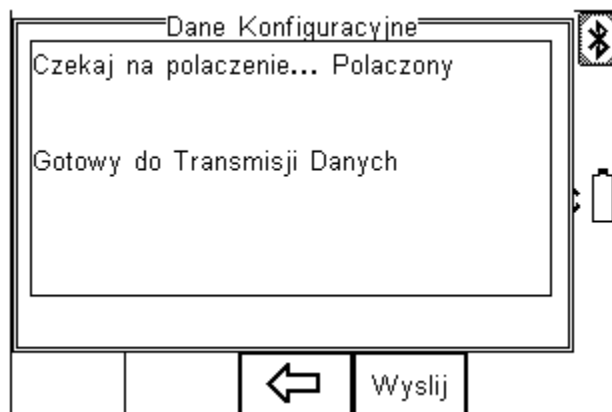 Dane Konfiguracyjne
Czekaj na polaczenie... Polaczony
Gotowy do Transmisji Danych
Wyslij